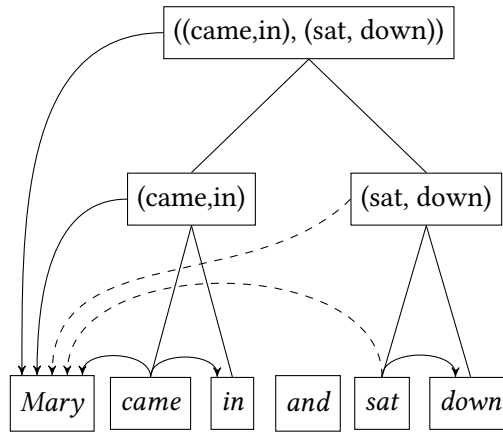 ((came,in), (sat, down))
(came,in) (sat, down)
Mary came in and sat down